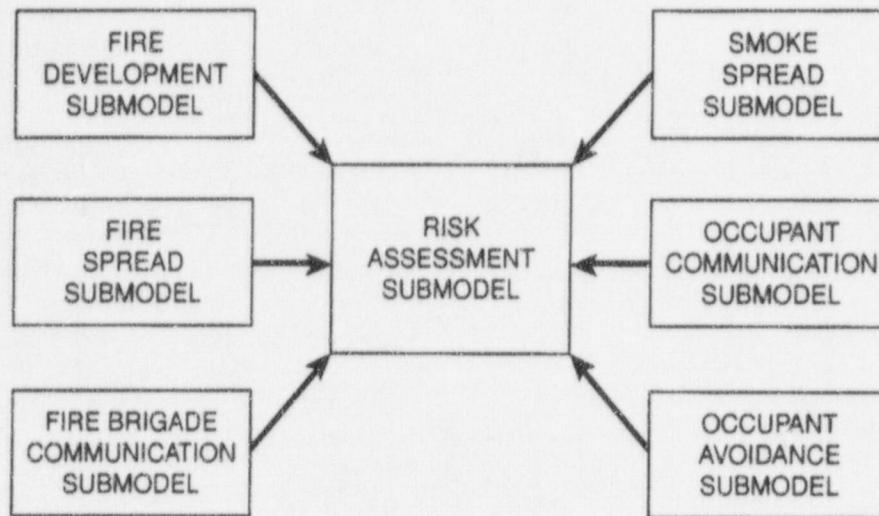 FIRE
DEVELOPMENT
SUBMODEL
SMOKE
SPREAD
SUBMODEL
FIRE
SPREAD
SUBMODEL
RISK
ASSESSMENT
SUBMODEL
OCCUPANT
COMMUNICATION
SUBMODEL
FIRE BRIGADE
COMMUNICATION
SUBMODEL
OCCUPANT
AVOIDANCE
SUBMODEL